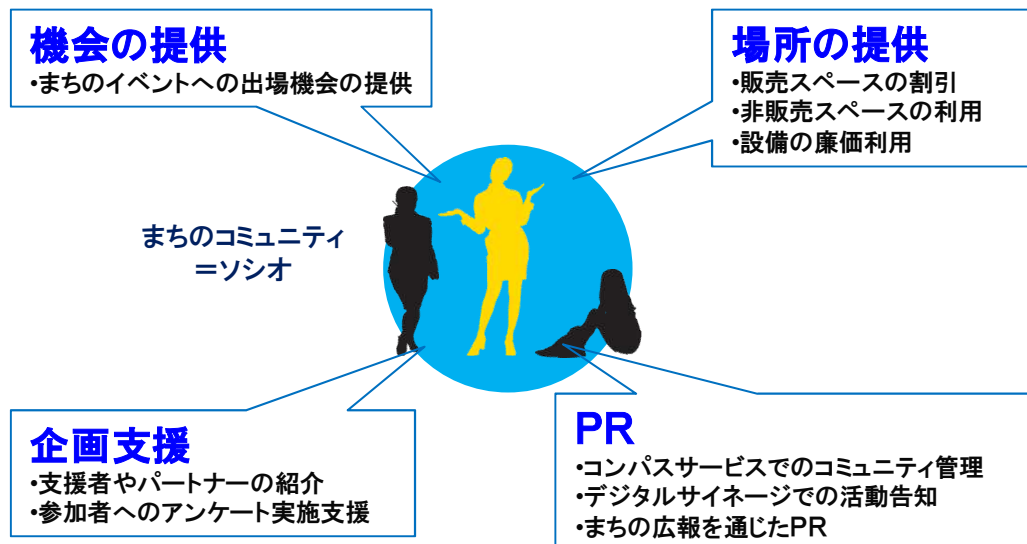 機会の提供
•まちのイベントへの出場機会の提供
場所の提供
•販売スペースの割引
•非販売スペースの利用
•設備の廉価利用
まちのコミュニティ
＝ソシオ
企画支援
•支援者やパートナーの紹介
•参加者へのアンケート実施支援
PR
•コンパスサービスでのコミュニティ管理
•デジタルサイネージでの活動告知
•まちの広報を通じたPR